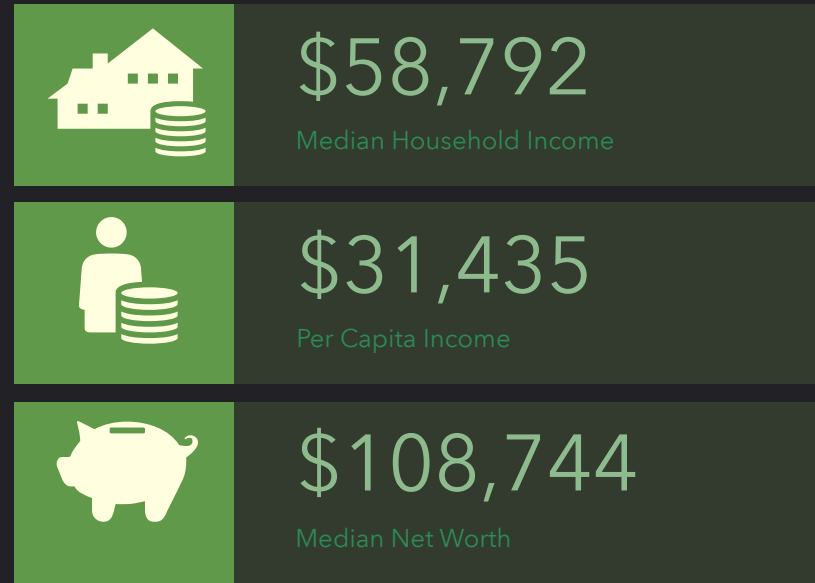 $58,792
Median Household Income
$31,435
Per Capita Income
$108,744
Median Net Worth